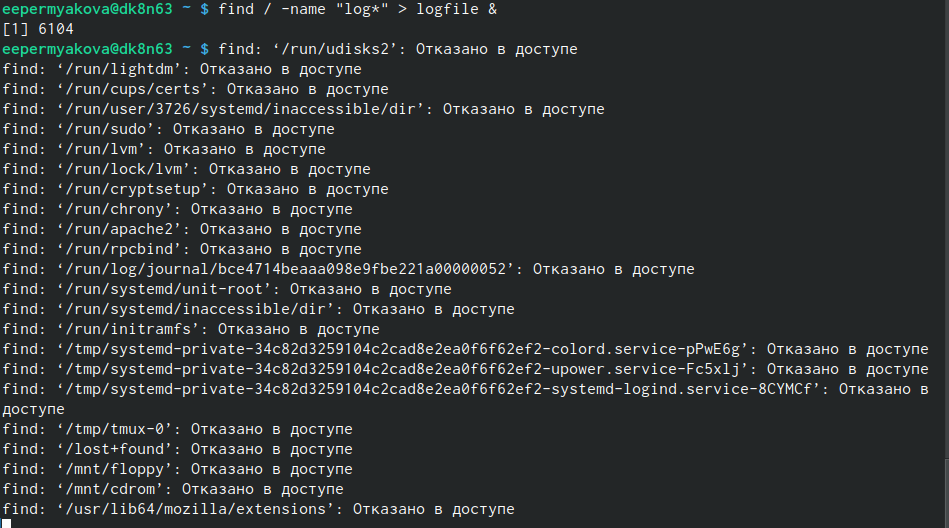 eepermyakova@dk8n63 ~ $ find / -name "log*" > logfile &
[1] 6104
eepermyakova@dk8n63 ~ $ find: ‘/run/udisks2’: Отказано в доступе
find: ‘/run/lightdm’: Отказано в доступе
find: ‘/run/cups/certs’: Отказано в доступе
find: ‘/run/user/3726/systemd/inaccessible/dir’: Отказано в доступе
find: ‘/run/sudo’: Отказано в доступе
find: ‘/run/lvm’: Отказано в доступе
find: ‘/run/lock/lvm’: Отказано в доступе
find: ‘/run/cryptsetup’: Отказано в доступе
find: ‘/run/chrony’: Отказано в доступе
find: ‘/run/apache2’: Отказано в доступе
find: ‘/run/rpcbind’: Отказано в доступе
find: ‘/run/log/journal/bce4714beaaa098e9fbe221a00000052’: Отказано в доступе
find: ‘/run/systemd/unit-root’: Отказано в доступе
find: ‘/run/systemd/inaccessible/dir’: Отказано в доступе
find: ‘/run/initramfs’: Отказано в доступе
find: ‘/tmp/systemd-private-34c82d3259104c2cad8e2ea0f6f62ef2-colord.service-pPwE6g’: Отказано в доступе
find: ‘/tmp/systemd-private-34c82d3259104c2cad8e2ea0f6f62ef2-upower.service-Fc5xlj’: Отказано в доступе
find: ‘/tmp/systemd-private-34c82d3259104c2cad8e2ea0f6f62ef2-systemd-logind.service-8CYMCf’: Отказано в
доступе
find: ‘/tmp/tmux-0’: Отказано в доступе
find: ‘/lost+found’: Отказано в доступе
find: ‘/mnt/floppy’: Отказано в доступе
find: ‘/mnt/cdrom’: Отказано в доступе
find: ‘/usr/lib64/mozilla/extensions’: Отказано в доступе